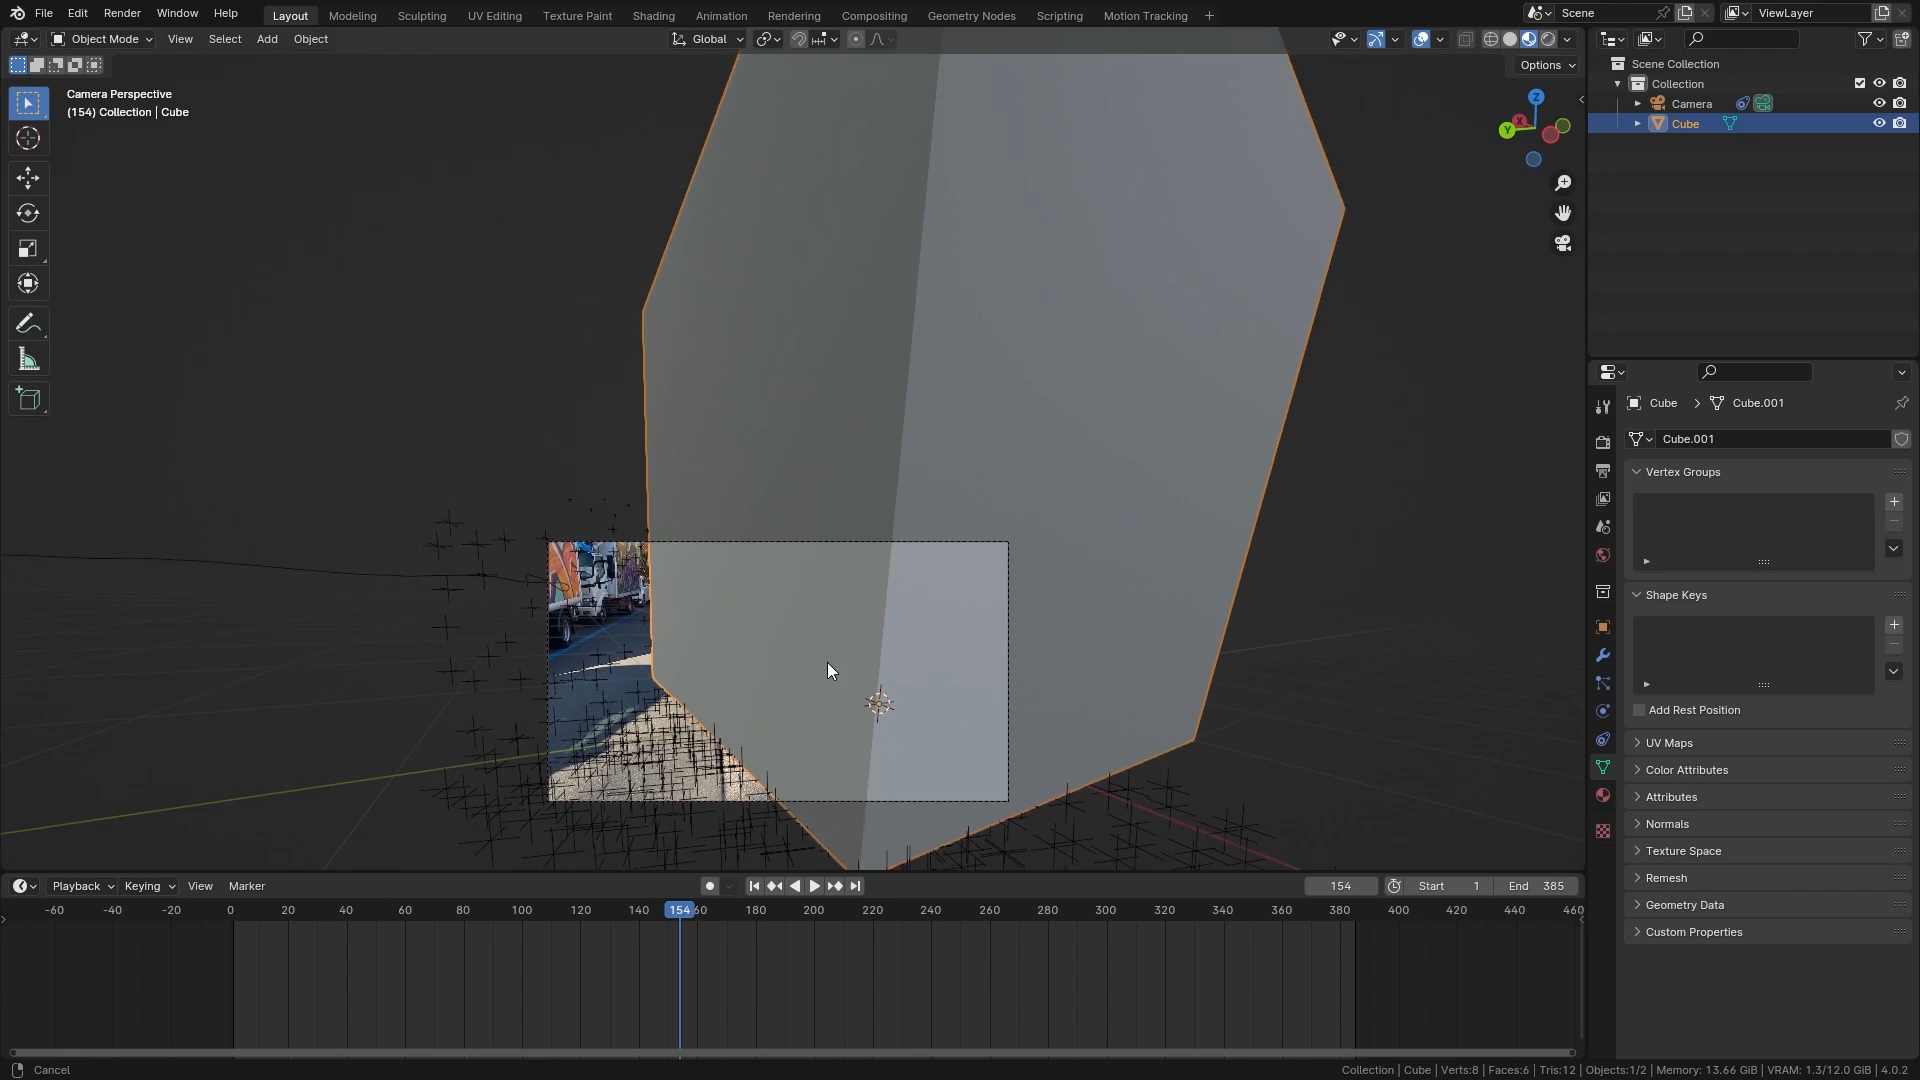 File Edit Render Window Help
Layout Modeling Sculpting UV Editing Texture Paint Shading Animation Rendering Compositing Geometry Nodes Scripting Motion Tracking +
Scene
ViewLayer
Object Mode View Select Add Object
Global
Options
Camera Perspective
(154) Collection | Cube
Z
X
Y
Scene Collection
Collection
Camera
Cube
Cube > Cube.001
Cube.001
Vertex Groups
Shape Keys
Add Rest Position
UV Maps
Color Attributes
Attributes
Normals
Texture Space
Remesh
Geometry Data
Custom Properties
Playback Keying View Marker
154 Start 1 End 385
-60 -40 -20 0 20 40 60 80 100 120 140 154 60 180 200 220 240 260 280 300 320 340 360 380 400 420 440 460
Cancel
Collection | Cube | Verts:8 | Faces:6 | Tris:12 | Objects:1/2 | Memory: 13.66 GiB | VRAM: 1.3/12.0 GiB | 4.0.2